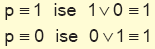 p ≡ 1 ise 1 ∨ 0 ≡ 1
p ≡ 0 ise 0 ∨ 1 ≡ 1